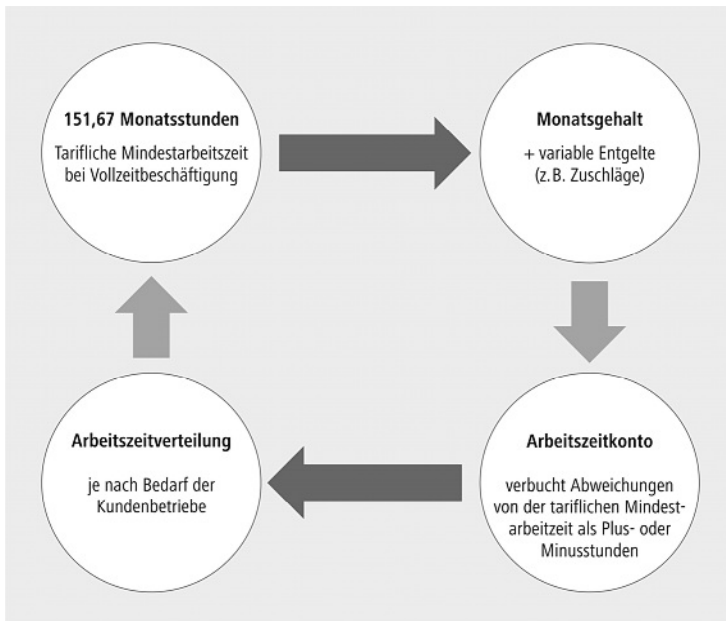 151,67 Monatsstunden
Tarifliche Mindestarbeitszeit
bei Vollzeitbeschäftigung
Monatsgehalt
+ variable Entgelte
(z. B. Zuschläge)
Arbeitszeitverteilung
je nach Bedarf der
Kundenbetriebe
Arbeitszeitkonto
verbucht Abweichungen
von der tariflichen Mindest-
arbeitzeit als Plus- oder
Minusstunden